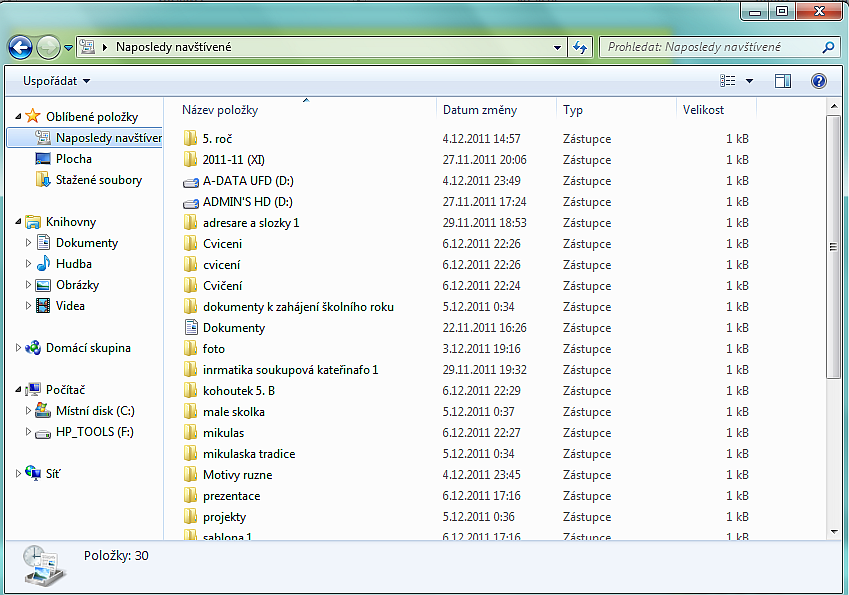 Naposledy navštívené
Prohledat: Naposledy navštívené
Uspořádat
Oblíbené položky
Naposledy navštíven
Plocha
Stažené soubory
Knihovny
Dokumenty
Hudba
Obrázky
Videa
Domácí skupina
Počítač
Místní disk (C:)
HP_TOOLS (F:)
Síť
Název položky Datum změny Typ Velikost
5. roč 4.12.2011 14:57 Zástupce 1 kB
2011-11 (XI) 27.11.2011 20:06 Zástupce 1 kB
A-DATA UFD (D:) 4.12.2011 23:49 Zástupce 1 kB
ADMIN'S HD (D:) 27.11.2011 17:24 Zástupce 1 kB
adresare a slozky 1 29.11.2011 18:53 Zástupce 1 kB
Cviceni 6.12.2011 22:26 Zástupce 1 kB
cvicení 6.12.2011 22:26 Zástupce 1 kB
Cvičení 6.12.2011 22:24 Zástupce 1 kB
dokumenty k zahájení školního roku 5.12.2011 0:34 Zástupce 1 kB
Dokumenty 22.11.2011 16:26 Zástupce 1 kB
foto 3.12.2011 19:16 Zástupce 1 kB
inrmatika soukupová kateřinafo 1 29.11.2011 19:32 Zástupce 1 kB
kohoutek 5. B 6.12.2011 22:29 Zástupce 1 kB
male skolka 5.12.2011 0:37 Zástupce 1 kB
mikulas 6.12.2011 22:27 Zástupce 1 kB
mikulaska tradice 5.12.2011 0:34 Zástupce 1 kB
Motivy ruzne 4.12.2011 23:45 Zástupce 1 kB
prezentace 6.12.2011 17:16 Zástupce 1 kB
projekty 5.12.2011 0:36 Zástupce 1 kB
sablona 1 6.12.2011 17:16 Zástupce 1 kB
Položky: 30